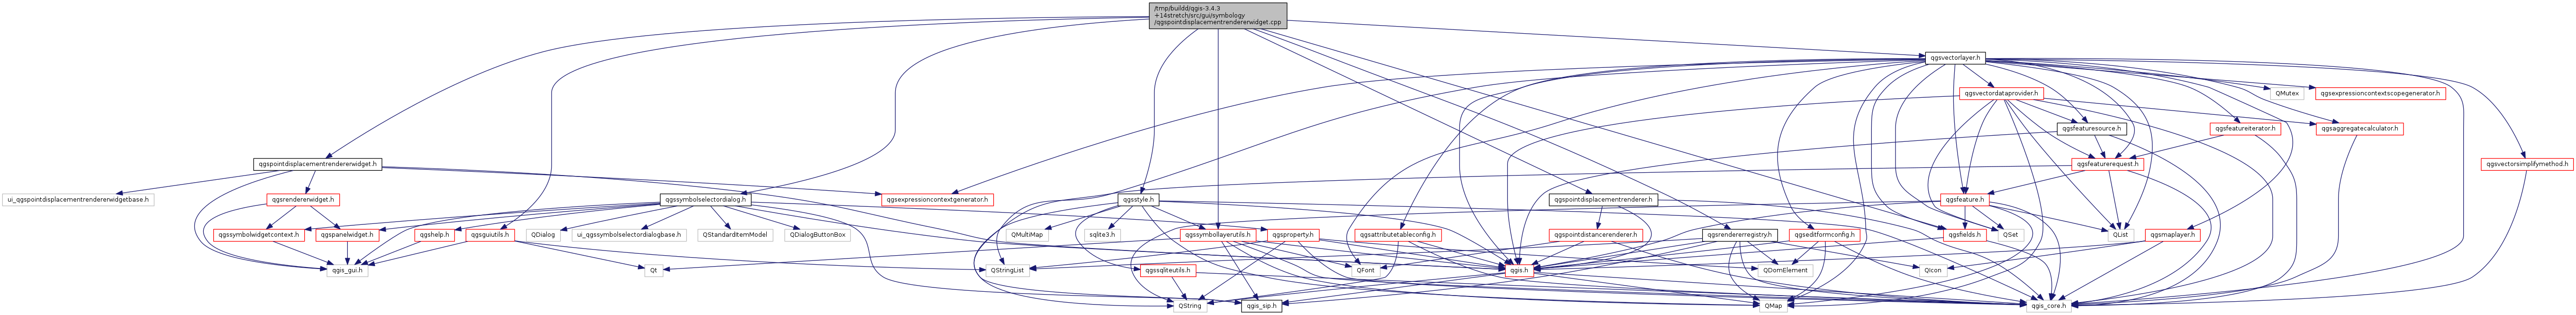 /tmp/buildd/qgis-3.4.3
+14stretch/src/gui/symbology
/qgspointdisplacementrendererwidget.cpp
qgsvectorlayer.h
qgsvectordataprovider.h
QMutex
qgsexpressioncontextscopegenerator.h
qgsfeaturesource.h
qgsfeatureiterator.h
qgsaggregatecalculator.h
qgspointdisplacementrendererwidget.h
qgsfeaturerequest.h
qgsvectorsimplifymethod.h
ui_qgspointdisplacementrendererwidgetbase.h
qgsrendererwidget.h
qgssymbolselectordialog.h
qgsexpressioncontextgenerator.h
qgsstyle.h
qgspointdisplacementrenderer.h
qgsfeature.h
qgssymbolwidgetcontext.h
qgspanelwidget.h
qgshelp.h
qgsguiutils.h
QDialog
ui_qgssymbolselectordialogbase.h
QStandardItemModel
QDialogButtonBox
QMultiMap
sqlite3.h
qgssymbollayerutils.h
qgsproperty.h
qgspointdistancerenderer.h
qgsattributetableconfig.h
qgsrendererregistry.h
qgseditformconfig.h
qgsfields.h
QSet
QList
qgsmaplayer.h
qgis_gui.h
Qt
QStringList
qgssqliteutils.h
QFont
qgis.h
QDomElement
QIcon
QString
qgis_sip.h
QMap
qgis_core.h